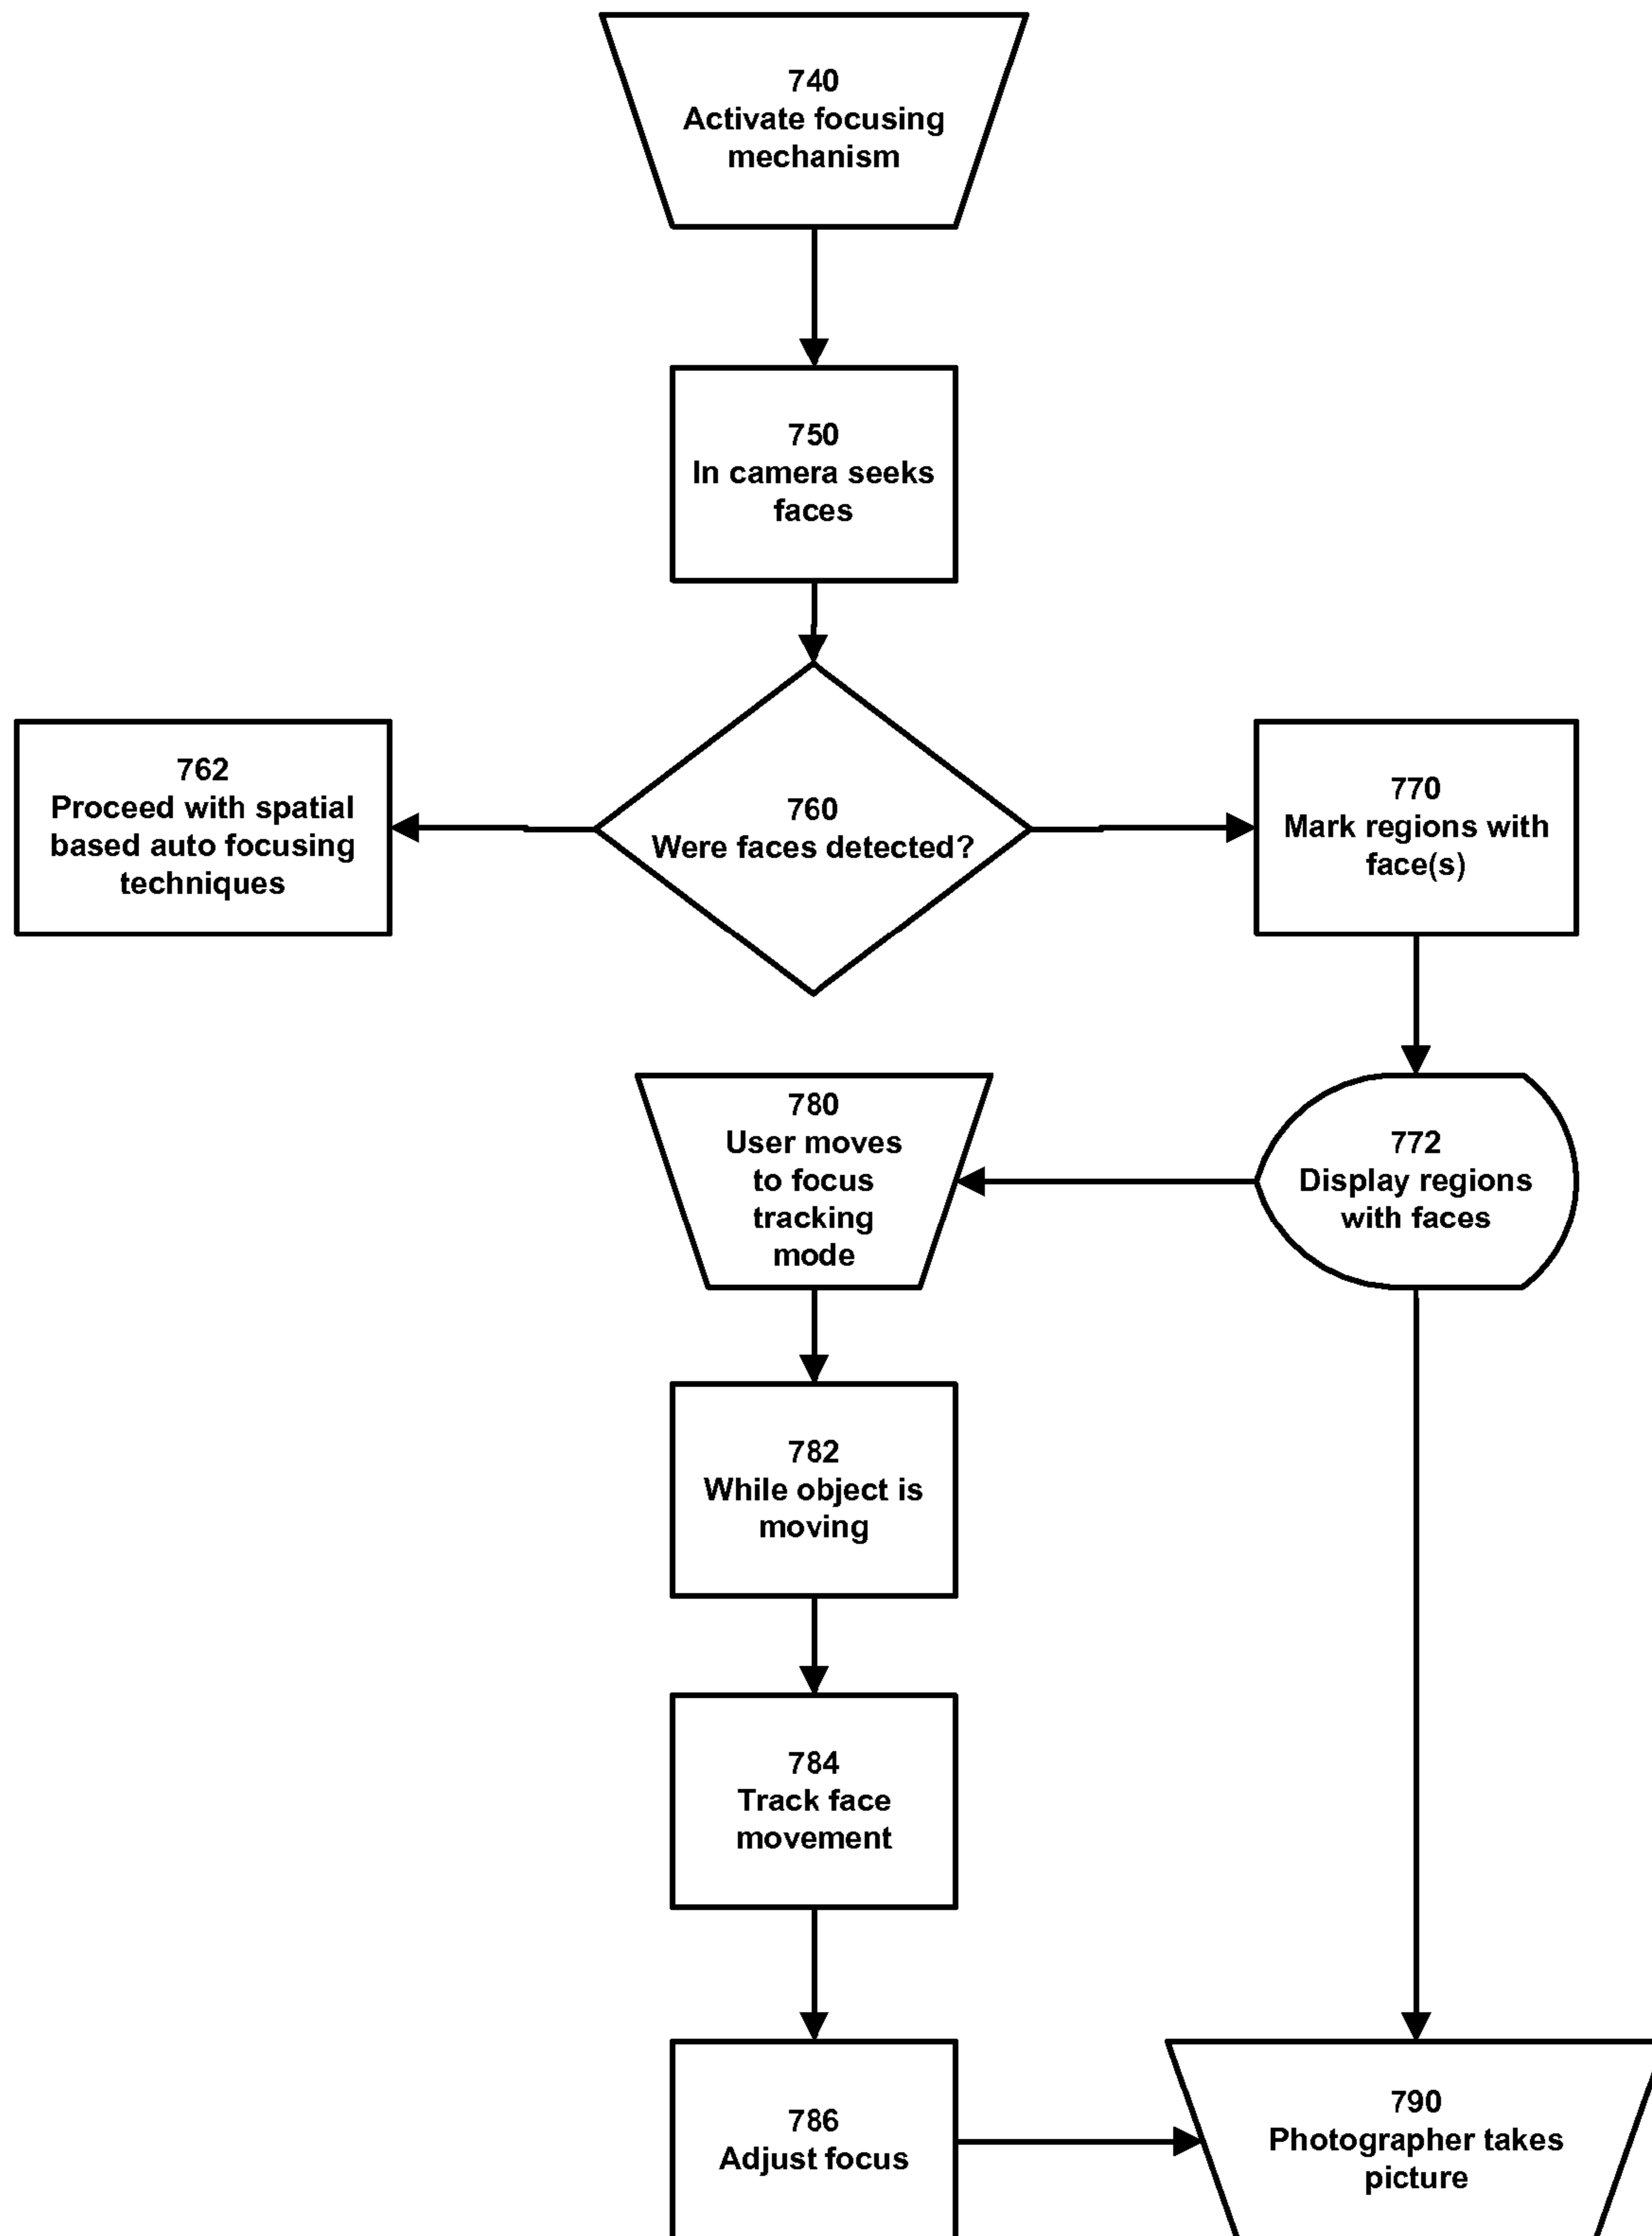 740
Activate focusing
mechanism
750
In camera seeks
faces
762
Proceed with spatial
based auto focusing
techniques
760
Were faces detected?
770
Mark regions with
face(s)
780
User moves
to focus
tracking
mode
772
Display regions
with faces
782
While object is
moving
784
Track face
movement
786
Adjust focus
790
Photographer takes
picture